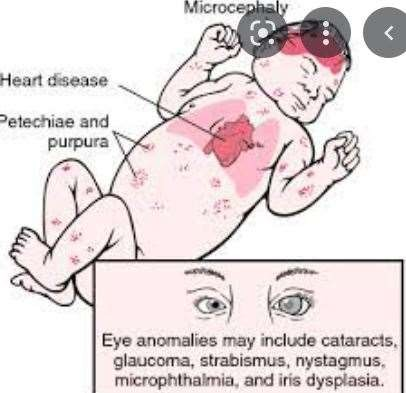 Microcephaly
Heart disease
Petechiae and
purpura
Eye anomalies may include cataracts,
glaucoma, strabismus, nystagmus,
microphthalmia, and iris dysplasia.